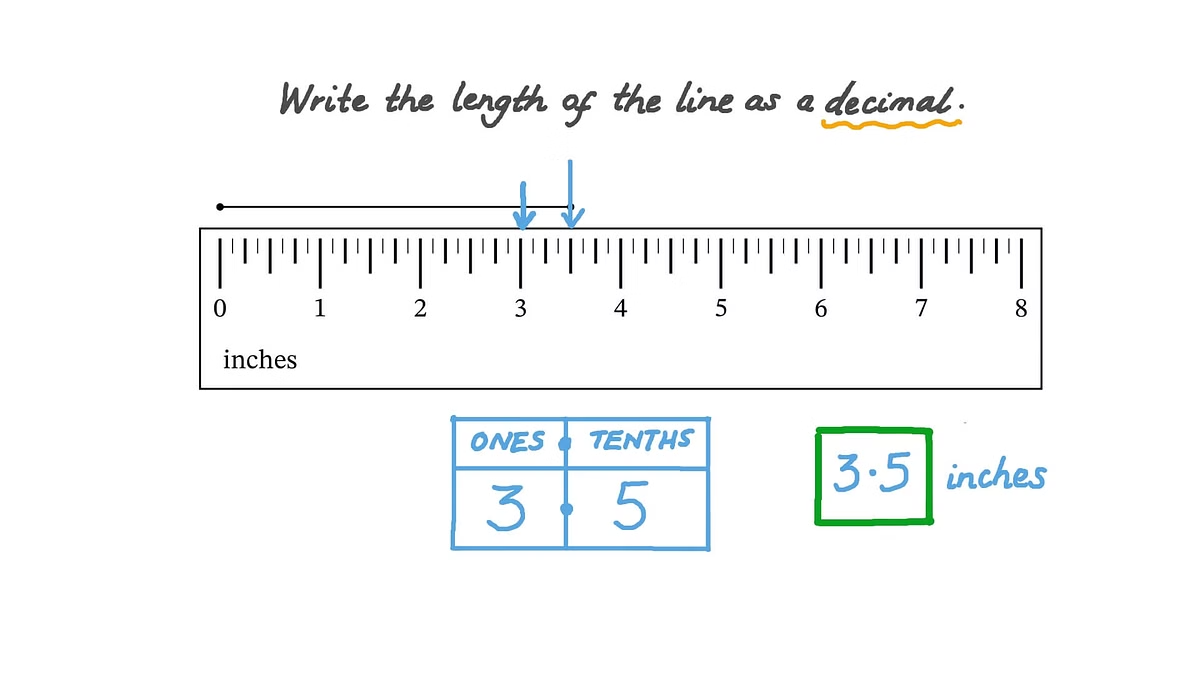 Write the length of the line as a decimal.
0 1 2 3 4 5 6 7 8
inches
ONES . TENTHS
3 . 5
3.5 inches